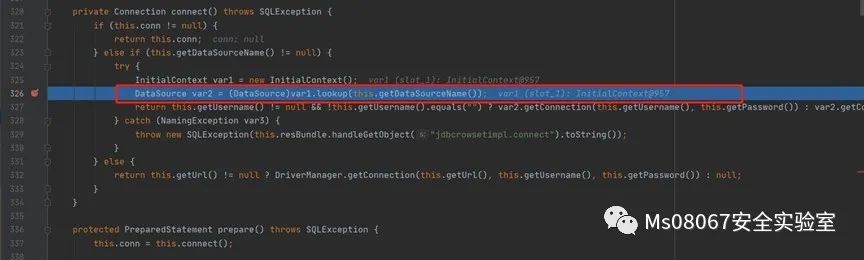 320 private Connection connect() throws SQLException {
321 if (this.conn != null) {
322 return this.conn; conn: null
323 } else if (this.getDataSourceName() != null) {
324 try {
325 InitialContext var1 = new InitialContext(); var1 (slot_1): InitialContext@957
326 DataSource var2 = (DataSource)var1.lookup(this.getDataSourceName()); var1 (slot_1): InitialContext@957
327 return this.getUsername() != null && !this.getUsername().equals("") ? var2.getConnection(this.getUsername(), this.getPassword()) : var2.getCo
328 } catch (NamingException var3) {
329 throw new SQLException(this.resBundle.handleGetObject( s: "jdbcrowsetimpl.connect").toString());
330 }
331 } else {
332 return this.getUrl() != null ? DriverManager.getConnection(this.getUrl(), this.getUsername(), this.getPassword()) : null;
333 }
334 }
335
336 protected PreparedStatement prepare() throws SQLException {
337 this.conn = this.connect();
338
Ms08067安全实验室